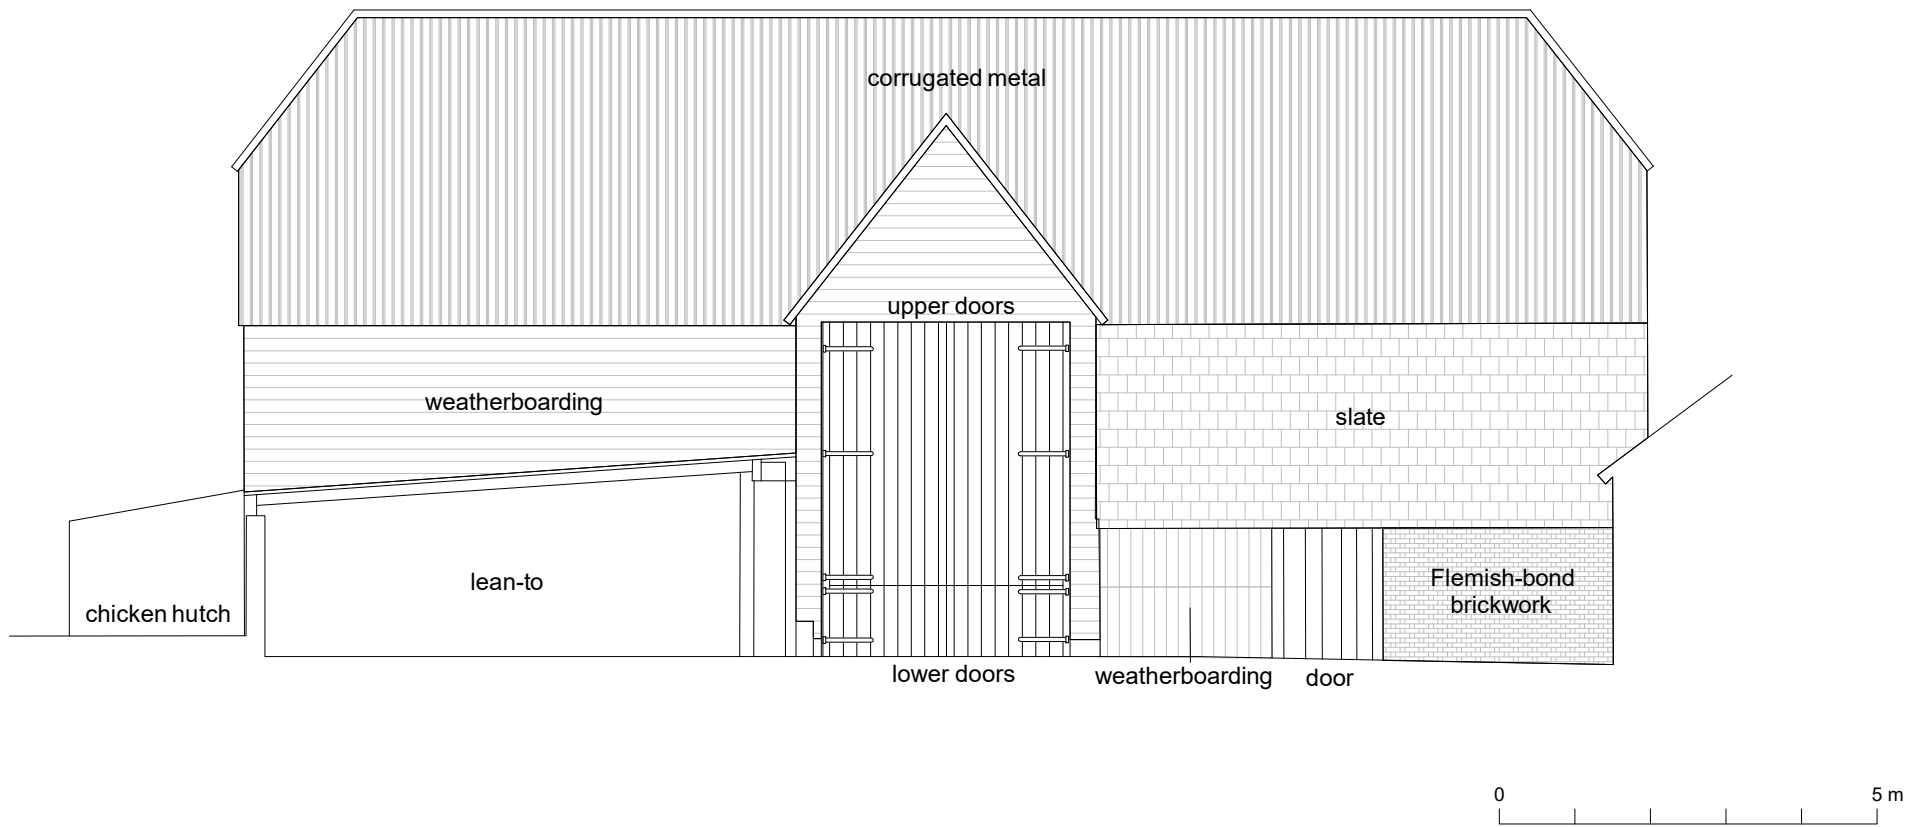 corrugated metal
upper doors
weatherboarding
slate
lean-to
Flemish-bond
brickwork
chicken hutch
lower doors
weatherboarding
door
0
5 m